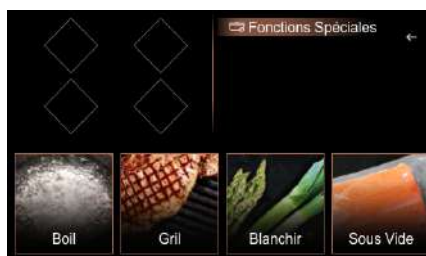 Fonctions Spéciales
Boil
Gril
Blanchir
Sous Vide